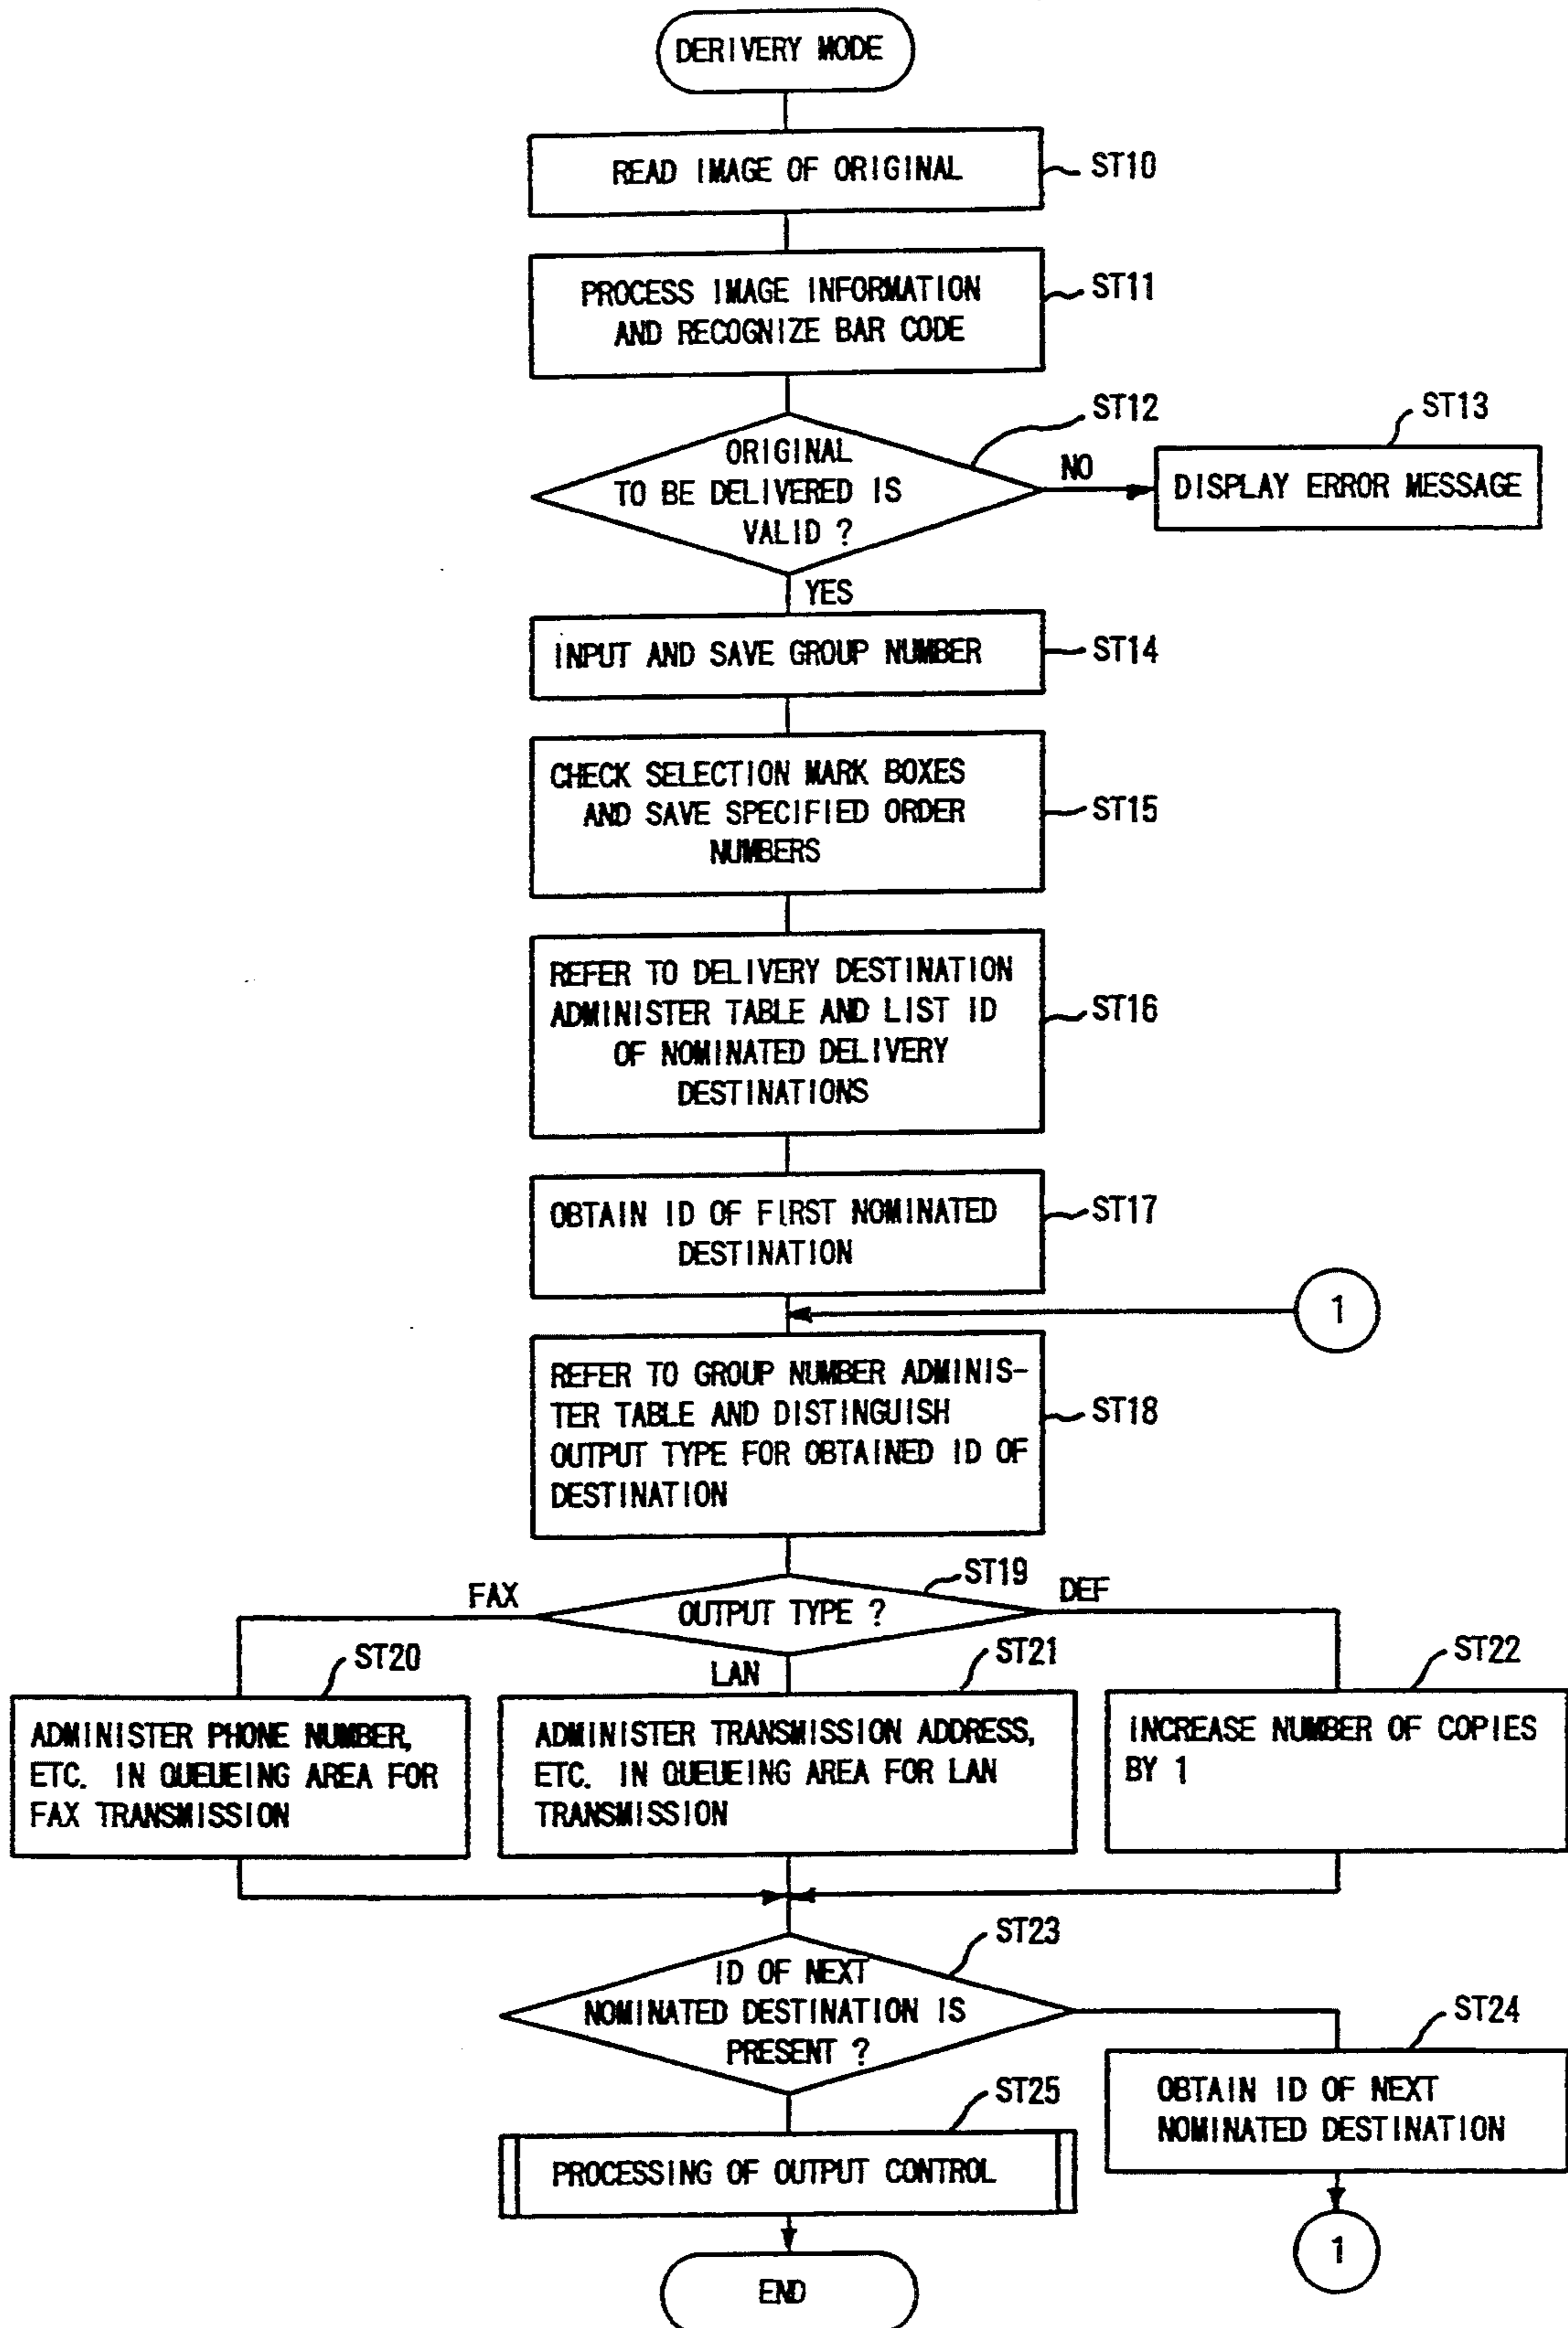 DERIVERY MODE
READ IMAGE OF ORIGINAL
ST10
PROCESS IMAGE INFORMATION
AND RECOGNIZE BAR CODE
ST11
ORIGINAL
TO BE DELIVERED IS
VALID ?
ST12
NO
ST13
DISPLAY ERROR MESSAGE
YES
INPUT AND SAVE GROUP NUMBER
ST14
CHECK SELECTION MARK BOXES
AND SAVE SPECIFIED ORDER
NUMBERS
ST15
REFER TO DELIVERY DESTINATION
ADMINISTER TABLE AND LIST ID
OF NOMINATED DELIVERY
DESTINATIONS
ST16
OBTAIN ID OF FIRST NOMINATED
DESTINATION
ST17
1
REFER TO GROUP NUMBER ADMINIS-
TER TABLE AND DISTINGUISH
OUTPUT TYPE FOR OBTAINED ID OF
DESTINATION
ST18
OUTPUT TYPE ?
ST19
FAX
LAN
DEF
ST20
ADMINISTER PHONE NUMBER,
ETC. IN QUEUEING AREA FOR
FAX TRANSMISSION
ST21
ADMINISTER TRANSMISSION ADDRESS,
ETC. IN QUEUEING AREA FOR LAN
TRANSMISSION
ST22
INCREASE NUMBER OF COPIES
BY 1
ST23
ID OF NEXT
NOMINATED DESTINATION IS
PRESENT ?
ST24
OBTAIN ID OF NEXT
NOMINATED DESTINATION
1
ST25
PROCESSING OF OUTPUT CONTROL
END